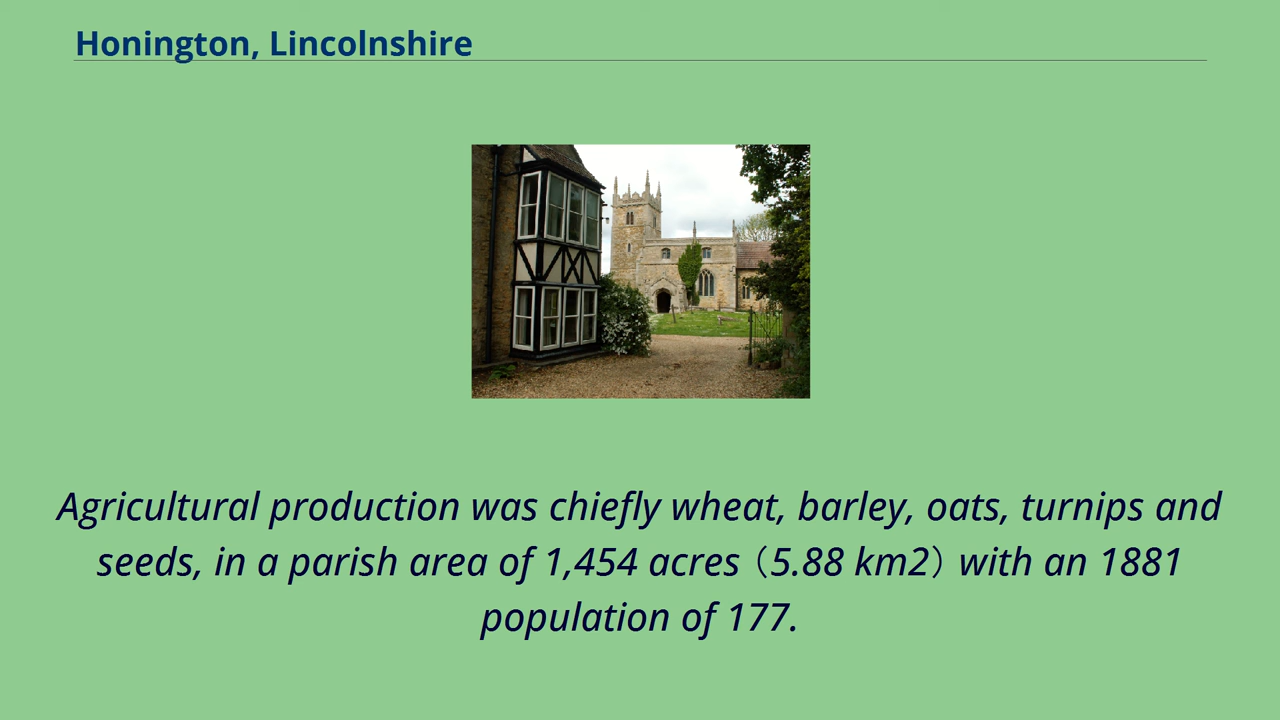 Honington, Lincolnshire
Agricultural production was chiefly wheat, barley, oats, turnips and
seeds, in a parish area of 1,454 acres（5.88 km2）with an 1881
population of 177.